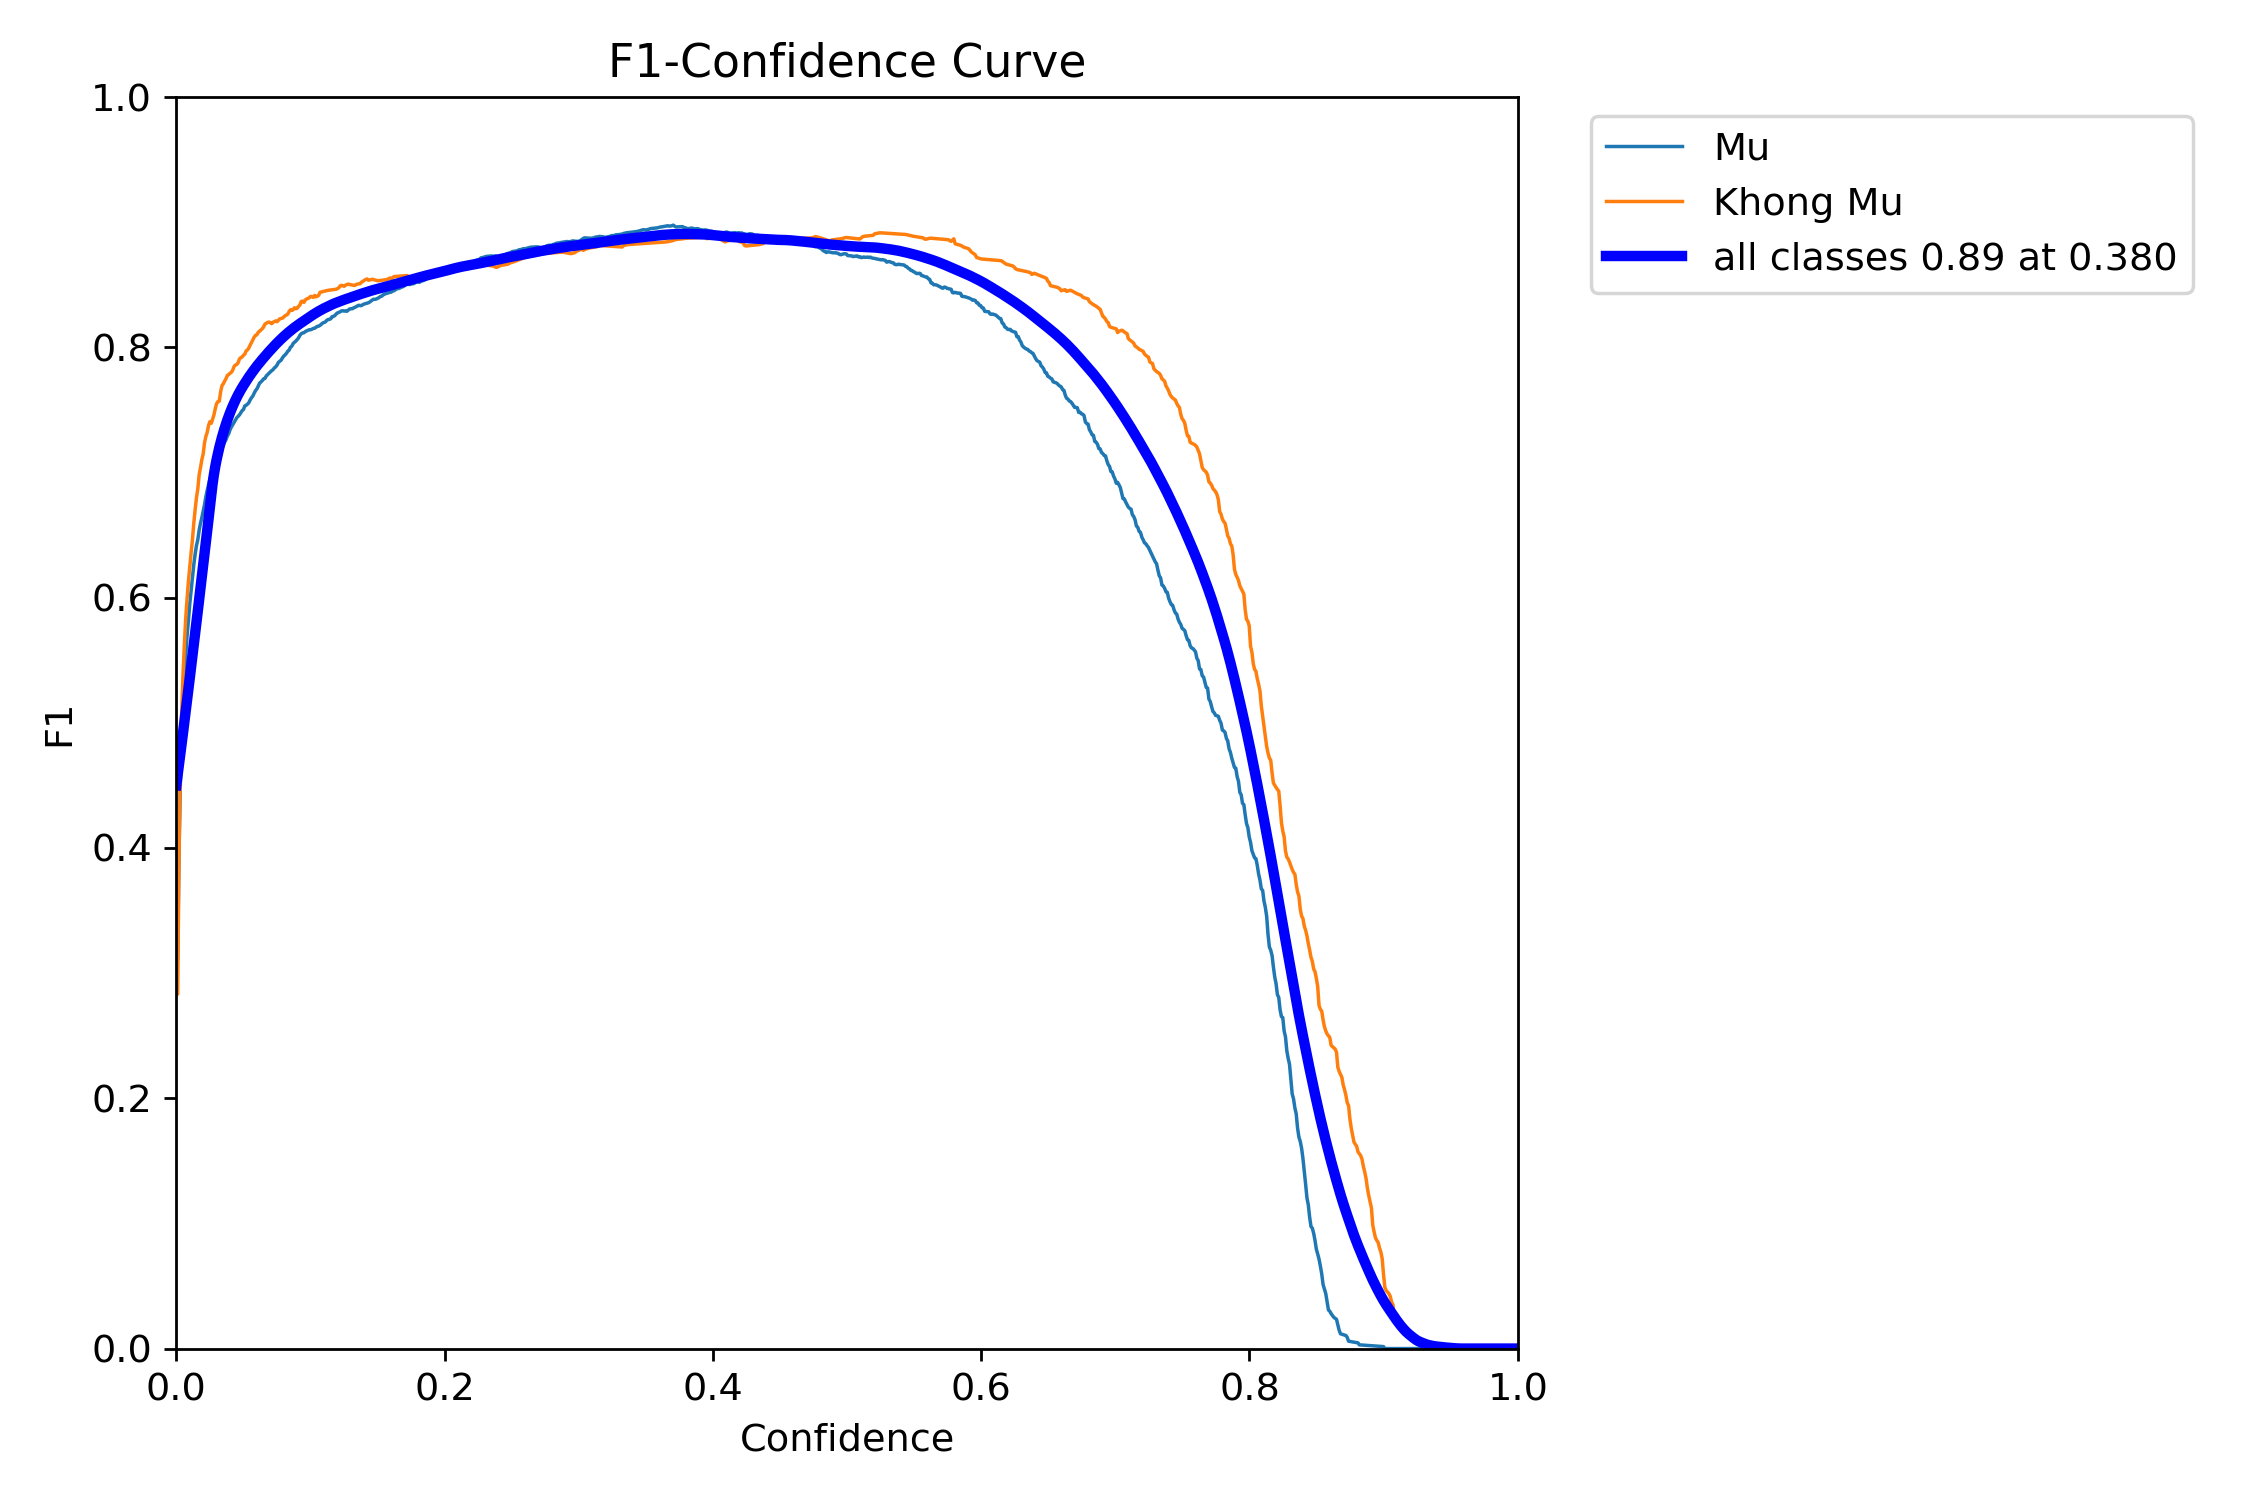 F1-Confidence Curve
1.0
0.8
0.6
0.4
0.2
0.0
F1
0.0 0.2 0.4 0.6 0.8 1.0
Confidence
Mu
Khong Mu
all classes 0.89 at 0.380